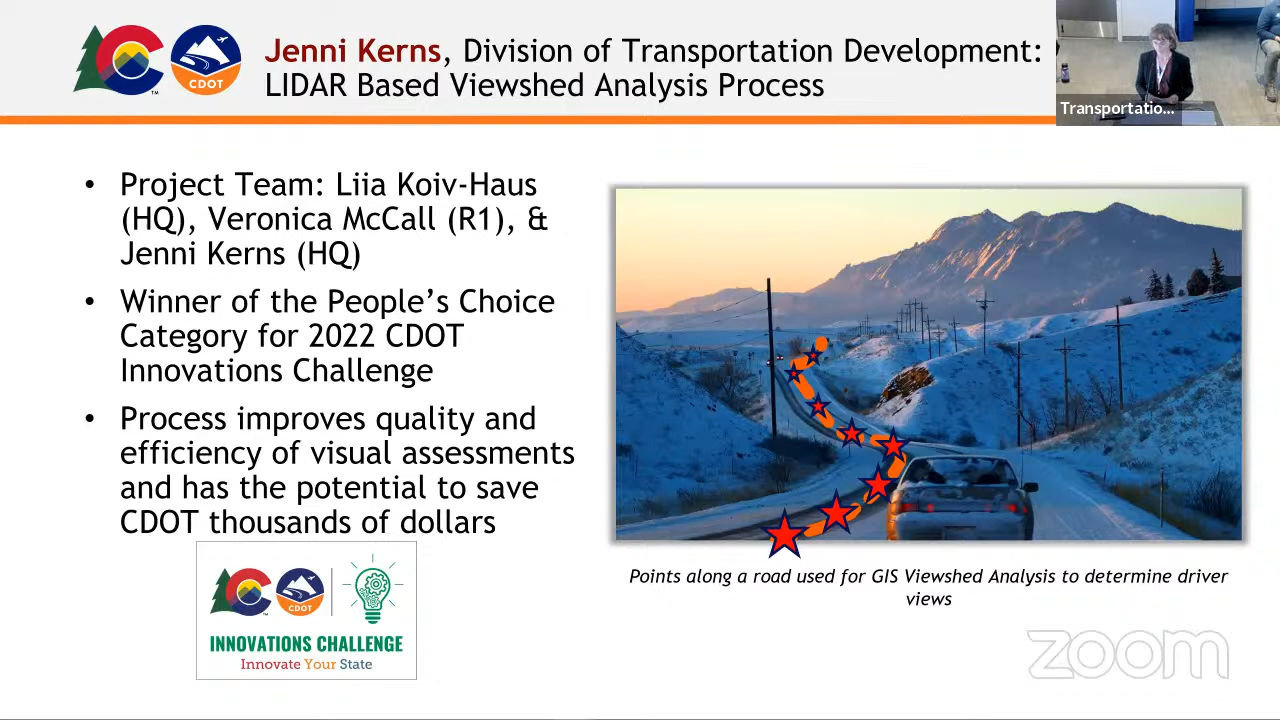 Jenni Kerns, Division of Transportation Development:
LIDAR Based Viewshed Analysis Process
CDOT
TM
Transportatio...
• Project Team: Liia Koiv-Haus
(HQ), Veronica McCall (R1), &
Jenni Kerns (HQ)
• Winner of the People’s Choice
Category for 2022 CDOT
Innovations Challenge
• Process improves quality and
efficiency of visual assessments
and has the potential to save
CDOT thousands of dollars
CDOT
TM
INNOVATIONS CHALLENGE
Innovate Your State
Points along a road used for GIS Viewshed Analysis to determine driver
views
zoom